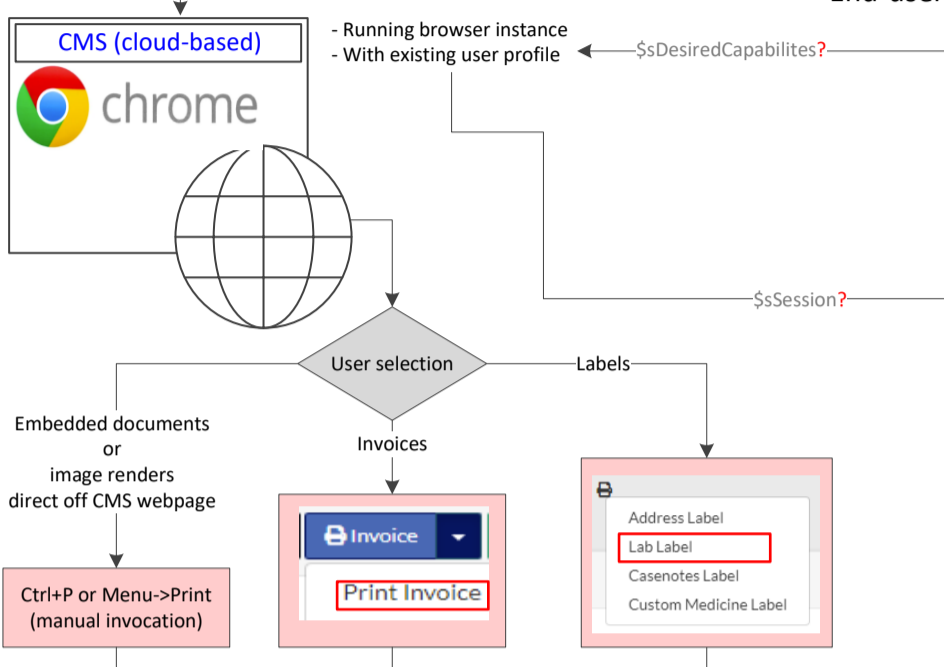 End-user
CMS (cloud-based)
- Running browser instance
- With existing user profile
$sDesiredCapabilites?
chrome
$sSession?
User selection
Labels
Embedded documents
or
image renders
direct off CMS webpage
Invoices
Invoice
Print Invoice
Address Label
Lab Label
Casenotes Label
Custom Medicine Label
Ctrl+P or Menu->Print
(manual invocation)